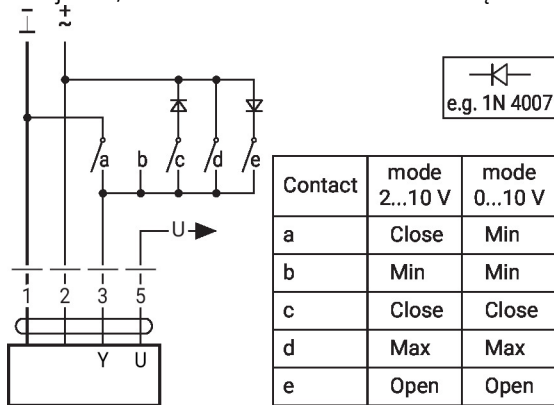 − +
⊥ ~
e.g. 1N 4007
a b c d e
U
1 2 3 5
Y U
Contact mode 2...10 V mode 0...10 V
a Close Min
b Min Min
c Close Close
d Max Max
e Open Open